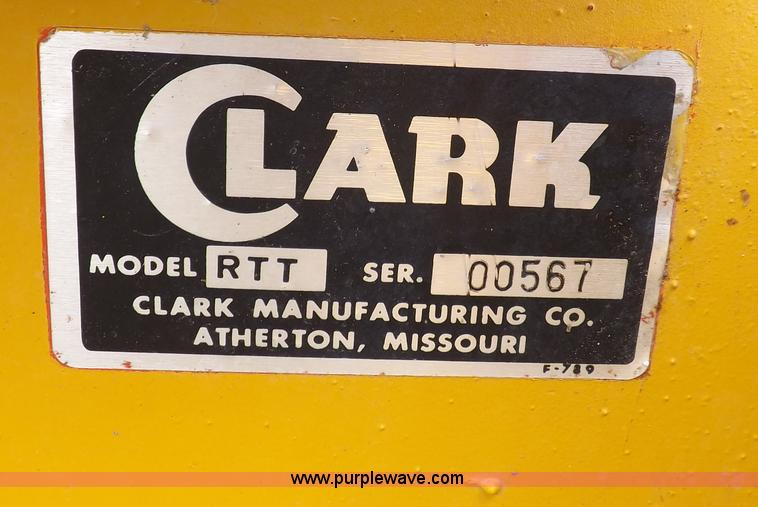 CLARK
MODEL RTT SER. 00567
CLARK MANUFACTURING CO.
ATHERTON, MISSOURI
F-789
www.purplewave.com